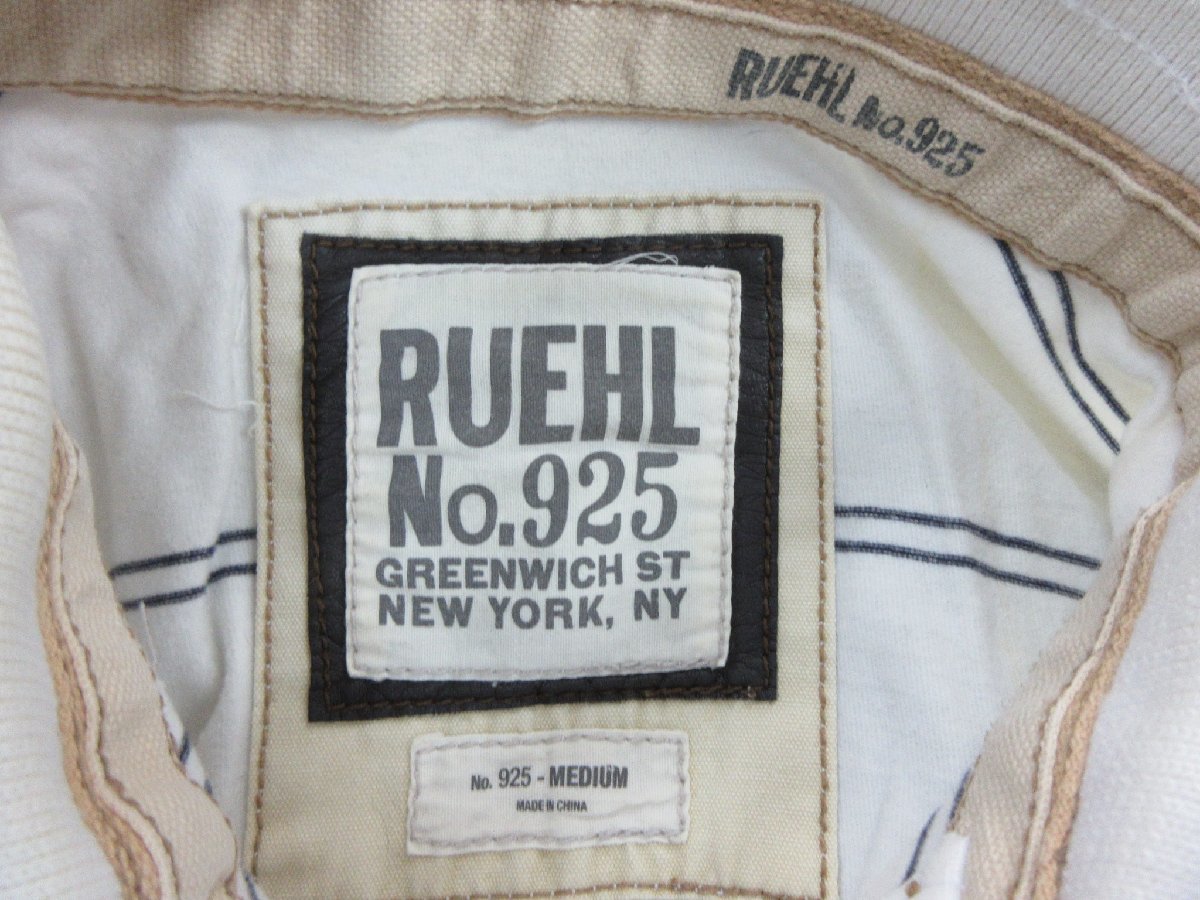 RUEHL No.925
RUEHL
No.925
GREENWICH ST
NEW YORK, NY
No. 925 - MEDIUM
MADE IN CHINA